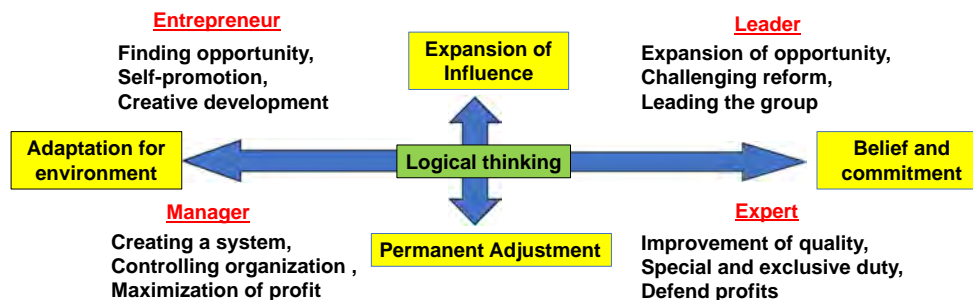 Entrepreneur
Finding opportunity,
Self-promotion,
Creative development
Expansion of
Influence
Leader
Expansion of opportunity,
Challenging reform,
Leading the group
Adaptation for
environment
Logical thinking
Belief and
commitment
Manager
Creating a system,
Controlling organization ,
Maximization of profit
Permanent Adjustment
Expert
Improvement of quality,
Special and exclusive duty,
Defend profits